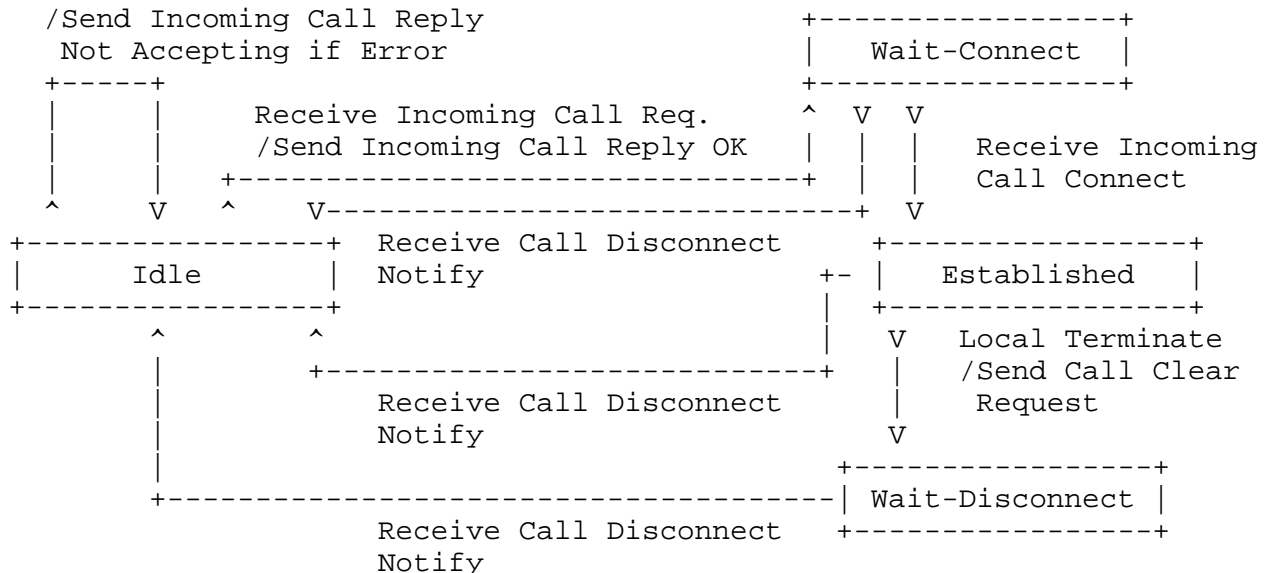 /Send Incoming Call Reply
Not Accepting if Error
Wait-Connect
Receive Incoming Call Req.
/Send Incoming Call Reply OK
Receive Incoming
Call Connect
Receive Call Disconnect
Notify
Idle
Established
Local Terminate
/Send Call Clear
Request
Receive Call Disconnect
Notify
Wait-Disconnect
Receive Call Disconnect
Notify